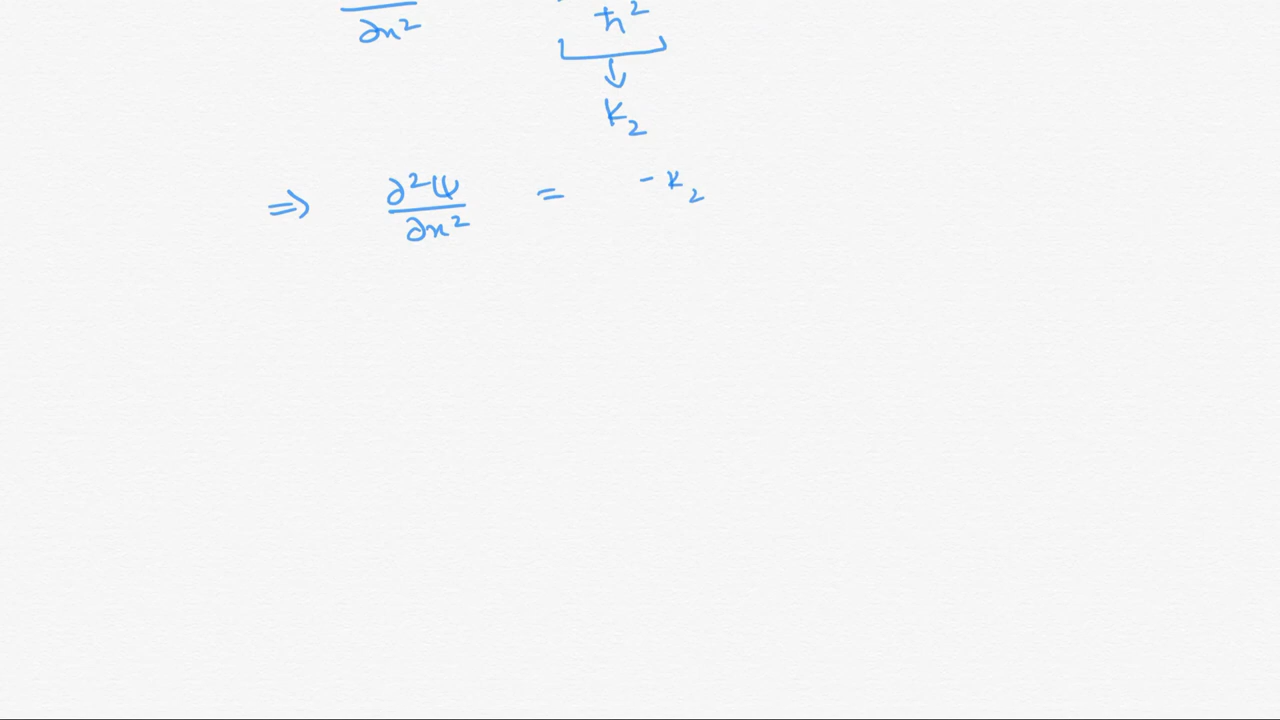 ∂x² ħ²
↓
K₂
⇒ ∂²ψ/∂x² = - K₂